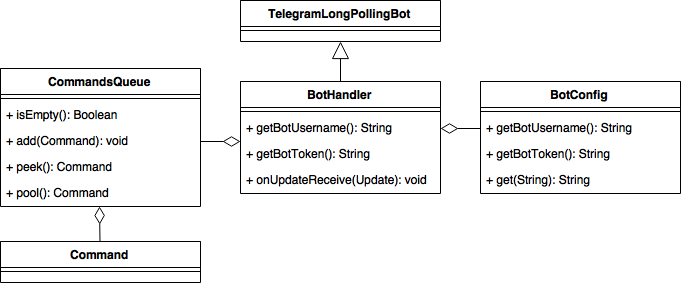 TelegramLongPollingBot
CommandsQueue
+ isEmpty(): Boolean
+ add(Command): void
+ peek(): Command
+ pool(): Command
BotHandler
+ getBotUsername(): String
+ getBotToken(): String
+ onUpdateReceive(Update): void
BotConfig
+ getBotUsername(): String
+ getBotToken(): String
+ get(String): String
Command